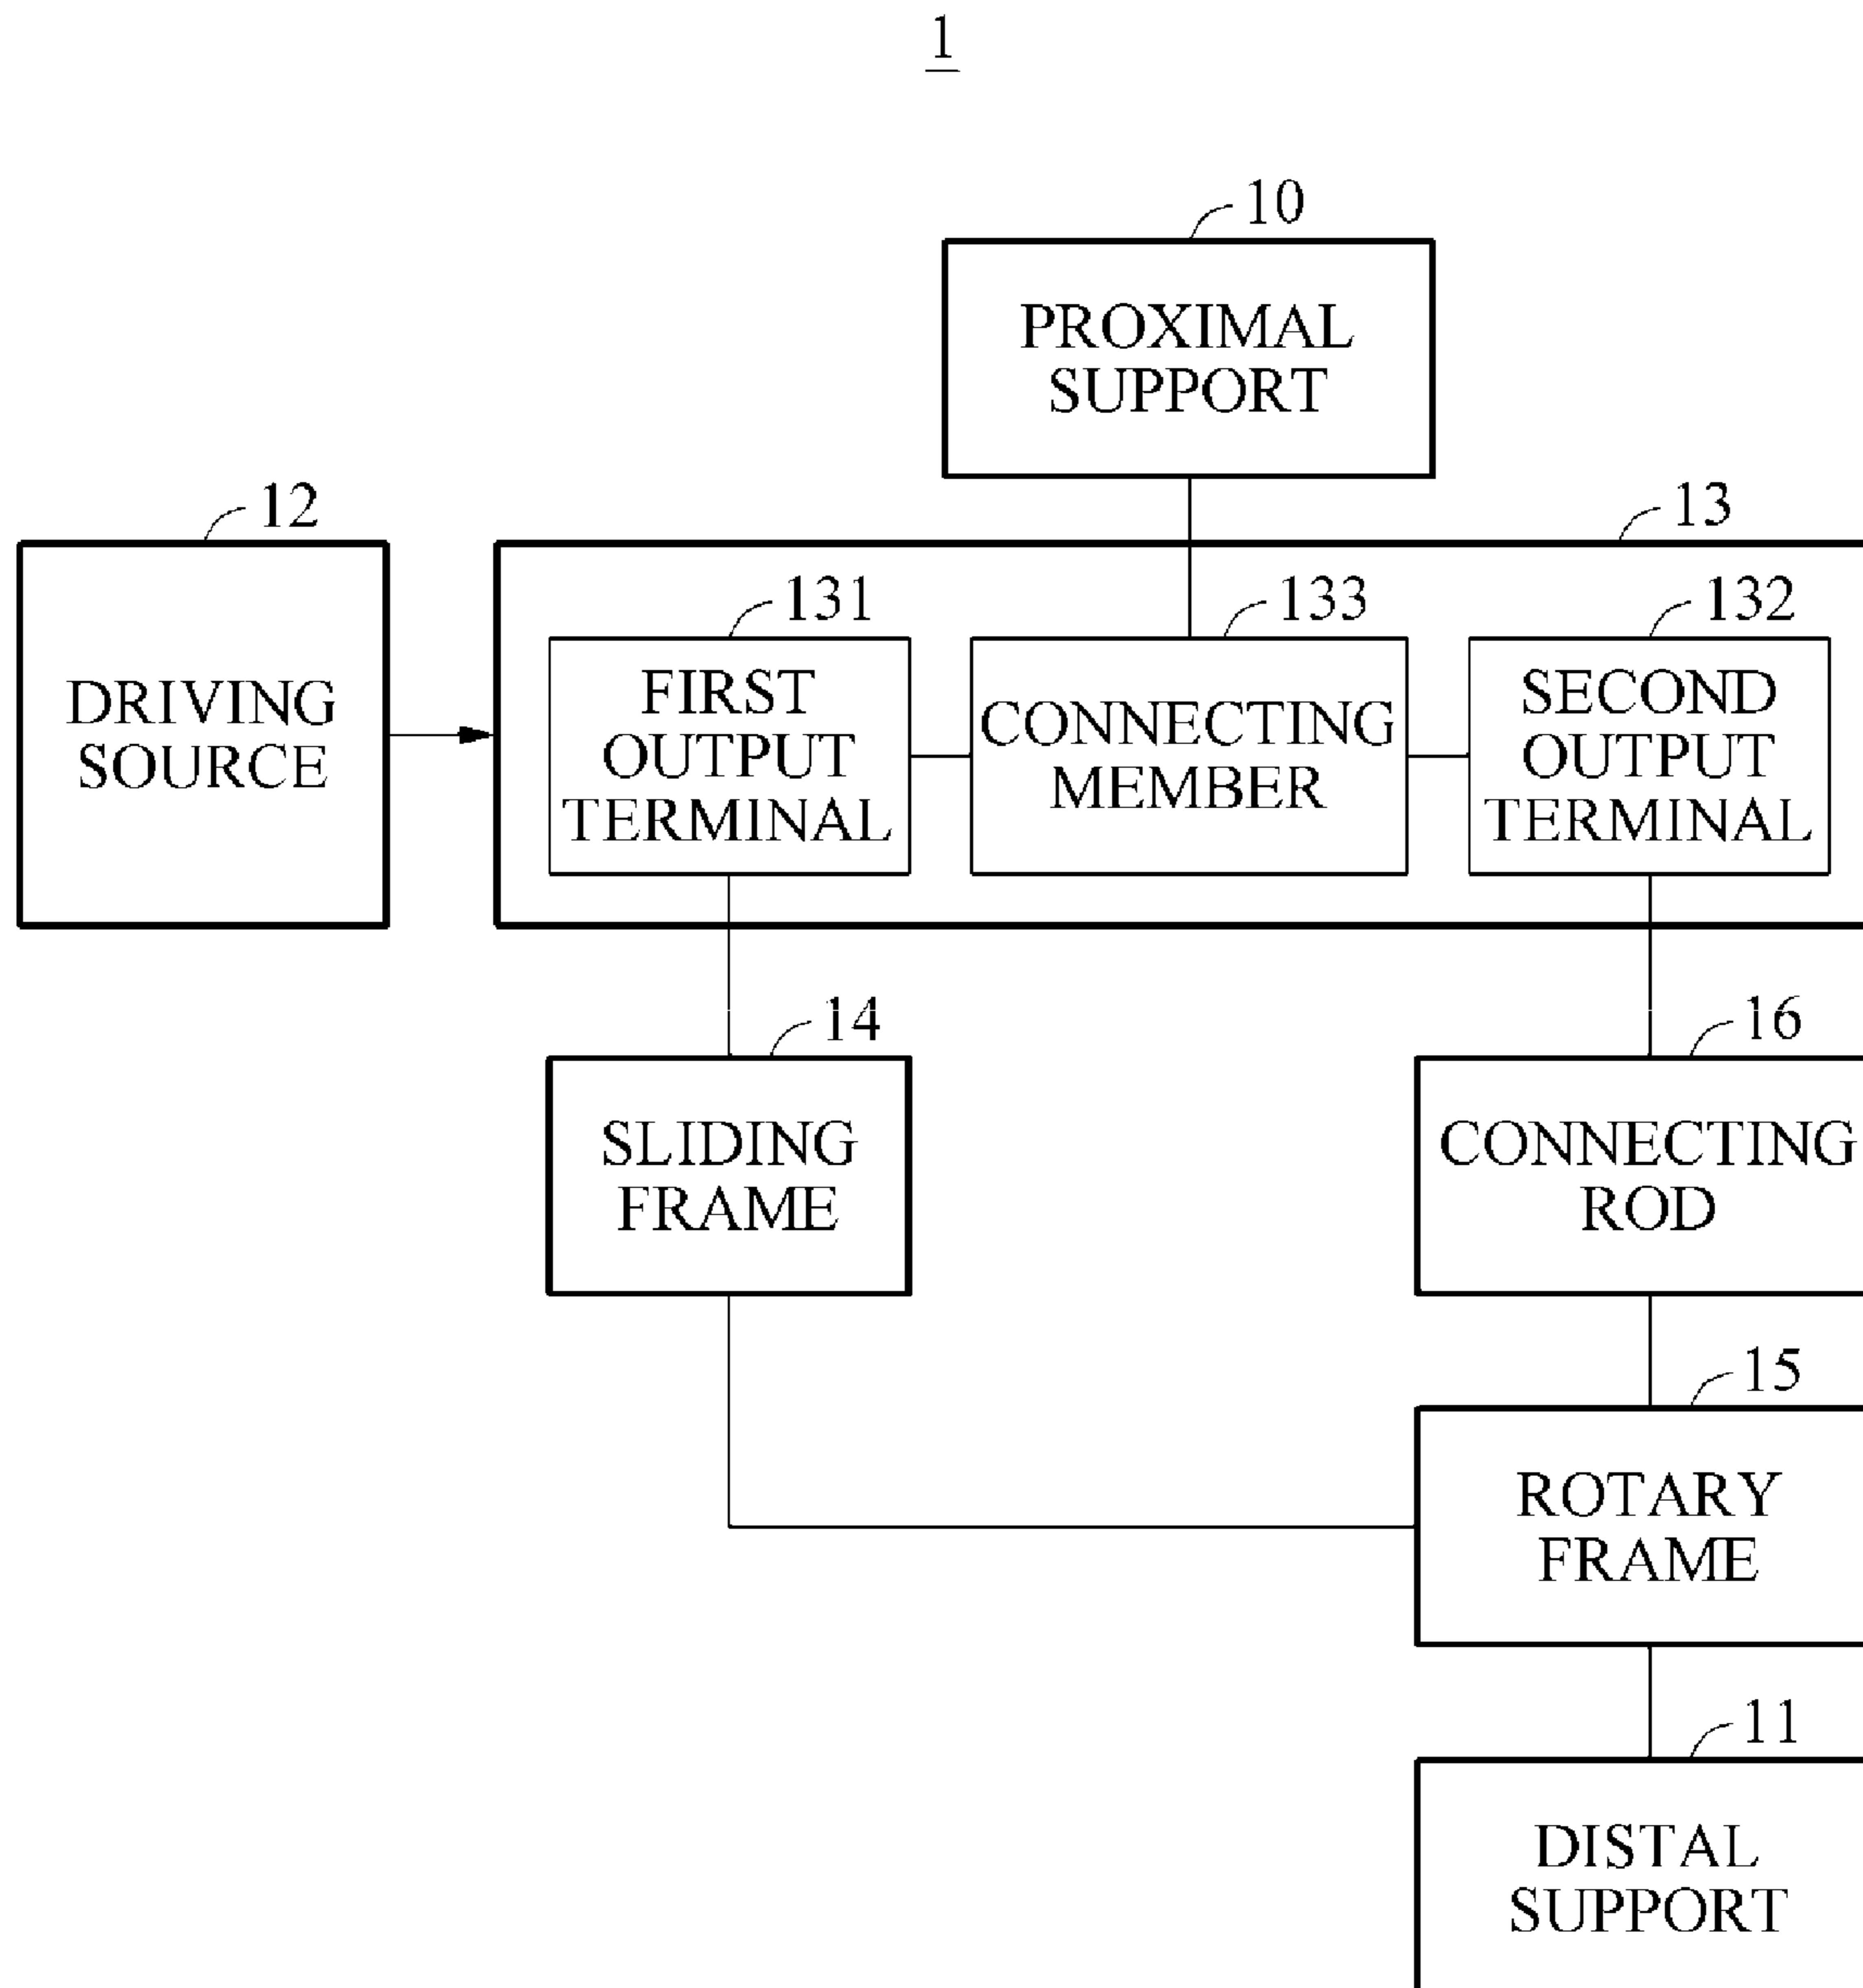 1
10
PROXIMAL
SUPPORT
12
13
131
133
132
DRIVING
SOURCE
FIRST
OUTPUT
TERMINAL
CONNECTING
MEMBER
SECOND
OUTPUT
TERMINAL
14
16
SLIDING
FRAME
CONNECTING
ROD
15
ROTARY
FRAME
11
DISTAL
SUPPORT